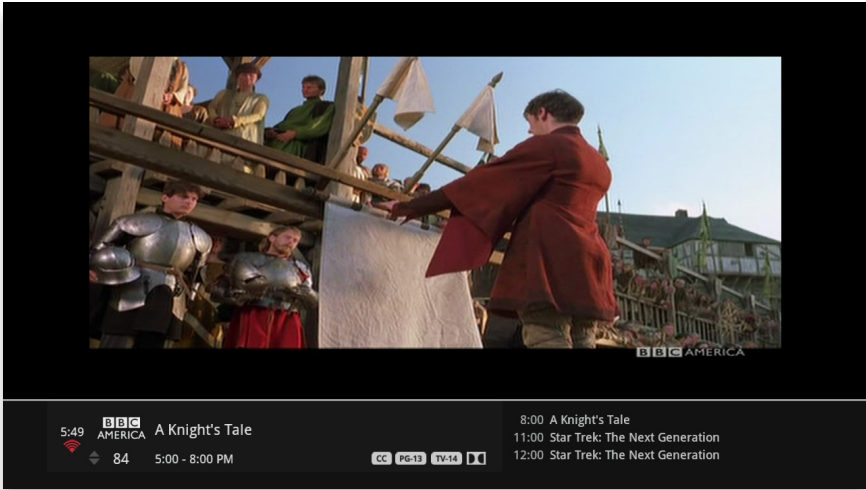 BBC AMERICA
5:49
BBC
AMERICA
A Knight's Tale
84
5:00 - 8:00 PM
CC PG-13 TV-14
8:00 A Knight's Tale
11:00 Star Trek: The Next Generation
12:00 Star Trek: The Next Generation